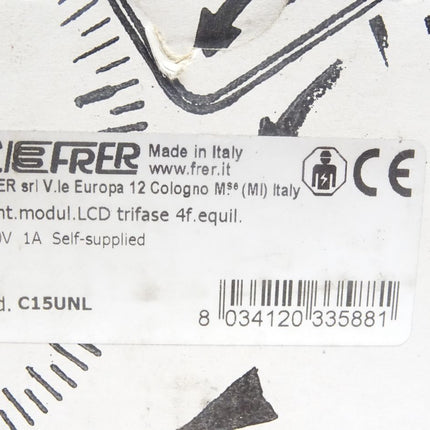 FRER Made in Italy
www.frer.it
ER srl V.le Europa 12 Cologno Mse (MI) Italy
nt.modul.LCD trifase 4f.equil.
0V 1A Self-supplied
CE
d. C15UNL
8 034120 335881